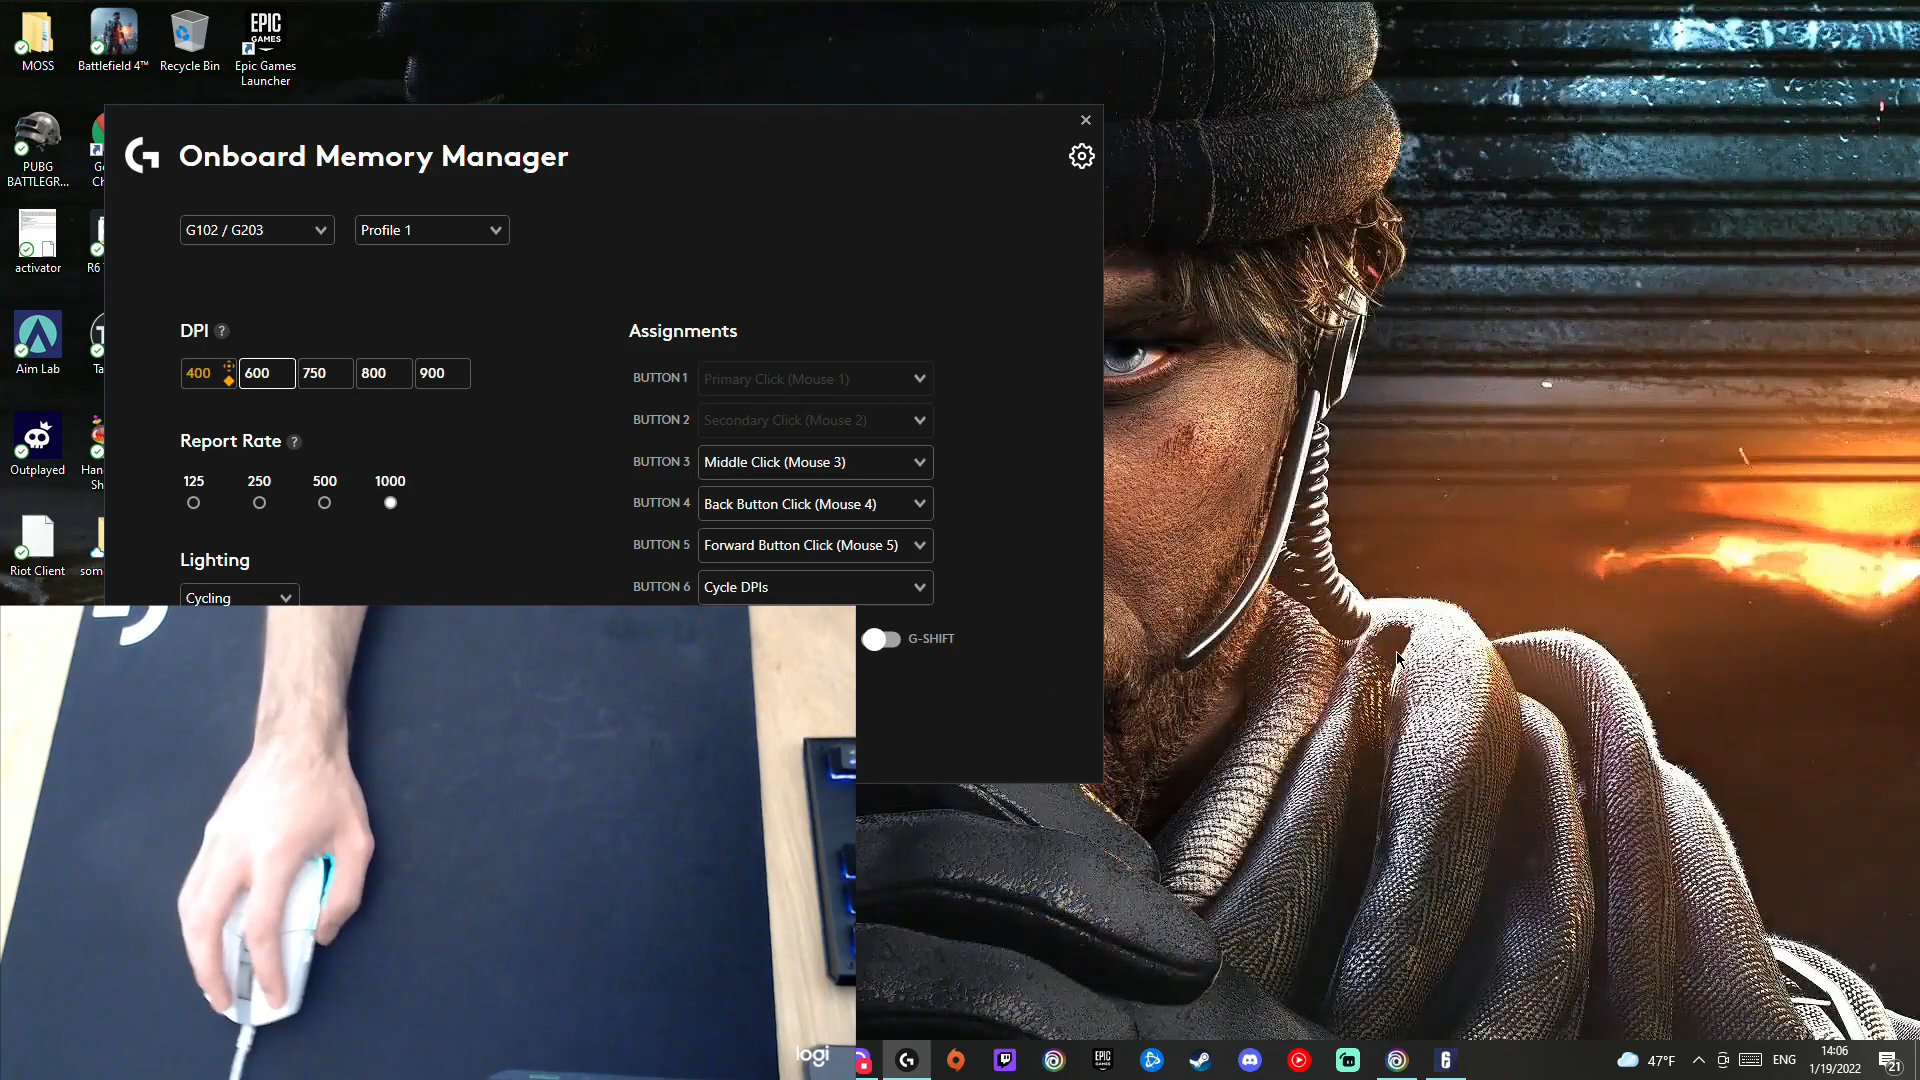 MOSS
Battlefield 4™
Recycle Bin
EPIC
GAMES
Epic Games
Launcher
PUBG
BATTLEGR...
activator
Aim Lab
Outplayed
Riot Client
Onboard Memory Manager
G102 / G203
Profile 1
DPI ?
400 600 750 800 900
Report Rate ?
125 250 500 1000
Lighting
Cycling
Assignments
BUTTON 1 Primary Click (Mouse 1)
BUTTON 2 Secondary Click (Mouse 2)
BUTTON 3 Middle Click (Mouse 3)
BUTTON 4 Back Button Click (Mouse 4)
BUTTON 5 Forward Button Click (Mouse 5)
BUTTON 6 Cycle DPIs
G-SHIFT
logi
EPIC
47°F
ENG
14:06
1/19/2022
21